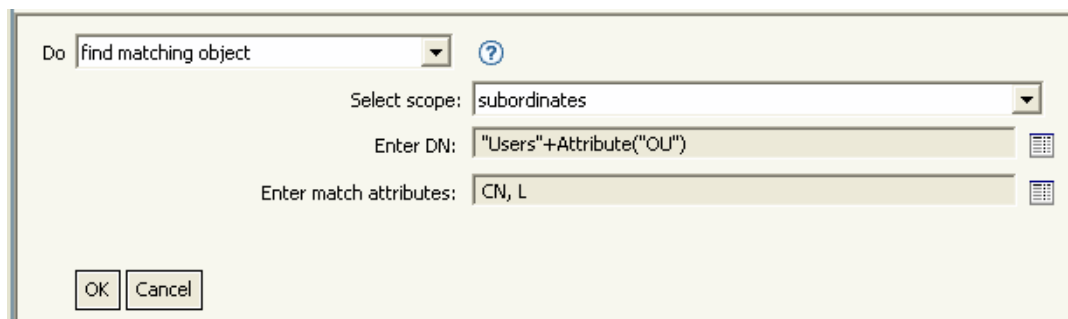 Do find matching object ?
Select scope: subordinates
Enter DN: "Users"+Attribute("OU")
Enter match attributes: CN, L
OK Cancel